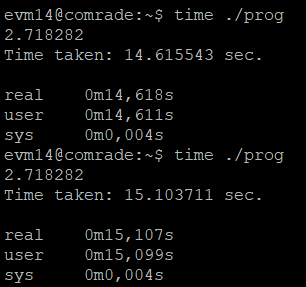 evm14@comrade:~$ time ./prog
2.718282
Time taken: 14.615543 sec.
real 0m14,618s
user 0m14,611s
sys 0m0,004s
evm14@comrade:~$ time ./prog
2.718282
Time taken: 15.103711 sec.
real 0m15,107s
user 0m15,099s
sys 0m0,004s